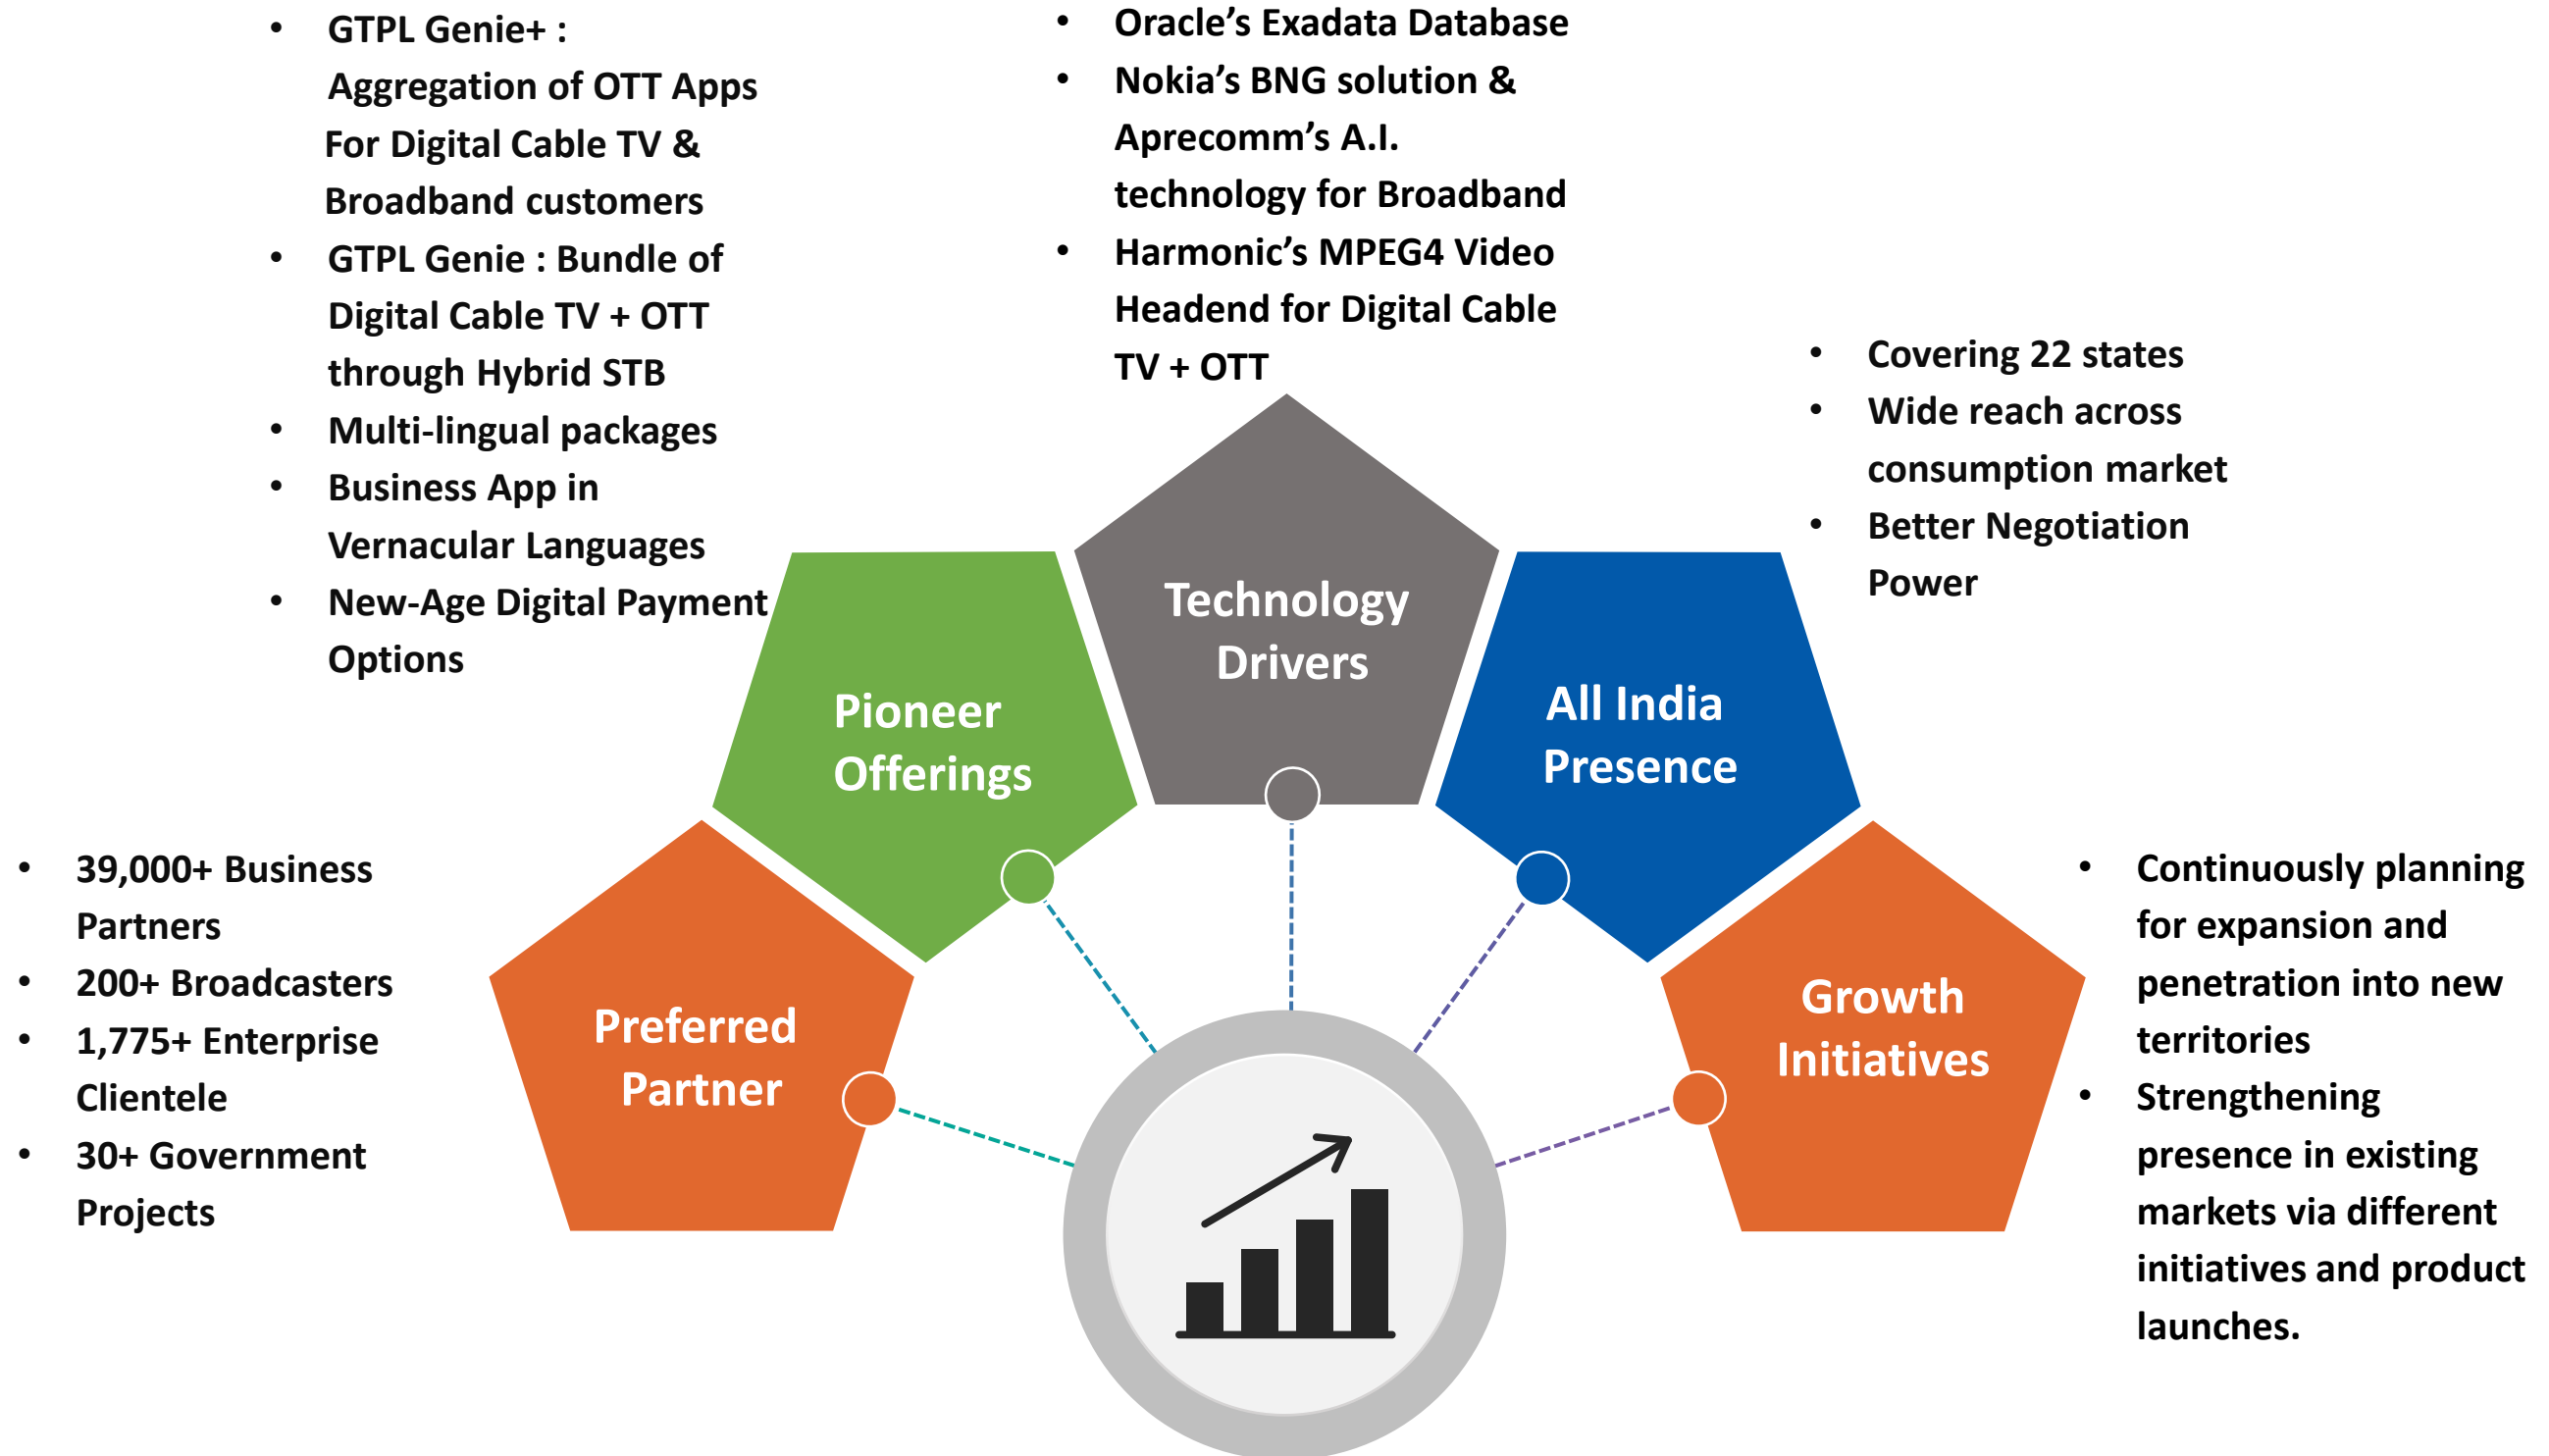 • GTPL Genie+ :
Aggregation of OTT Apps
For Digital Cable TV &
Broadband customers
• GTPL Genie : Bundle of
Digital Cable TV + OTT
through Hybrid STB
• Multi-lingual packages
• Business App in
Vernacular Languages
• New-Age Digital Payment
Options
• Oracle’s Exadata Database
• Nokia’s BNG solution &
Aprecomm’s A.I.
technology for Broadband
• Harmonic’s MPEG4 Video
Headend for Digital Cable
TV + OTT
• Covering 22 states
• Wide reach across
consumption market
• Better Negotiation
Power
Technology
Drivers
Pioneer
Offerings
All India
Presence
• 39,000+ Business
Partners
• 200+ Broadcasters
• 1,775+ Enterprise
Clientele
• 30+ Government
Projects
Preferred
Partner
Growth
Initiatives
• Continuously planning
for expansion and
penetration into new
territories
• Strengthening
presence in existing
markets via different
initiatives and product
launches.